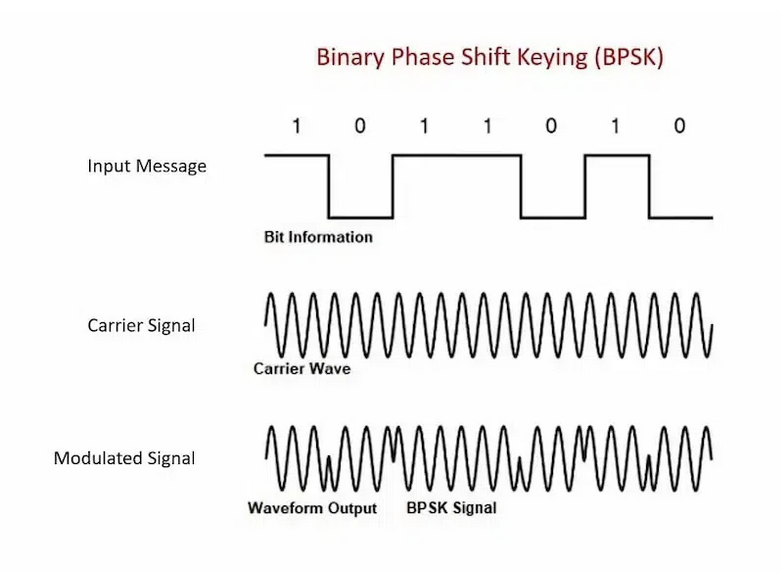 Binary Phase Shift Keying (BPSK)
1 0 1 1 0 1 0
Input Message
Bit Information
Carrier Signal
Carrier Wave
Modulated Signal
Waveform Output BPSK Signal